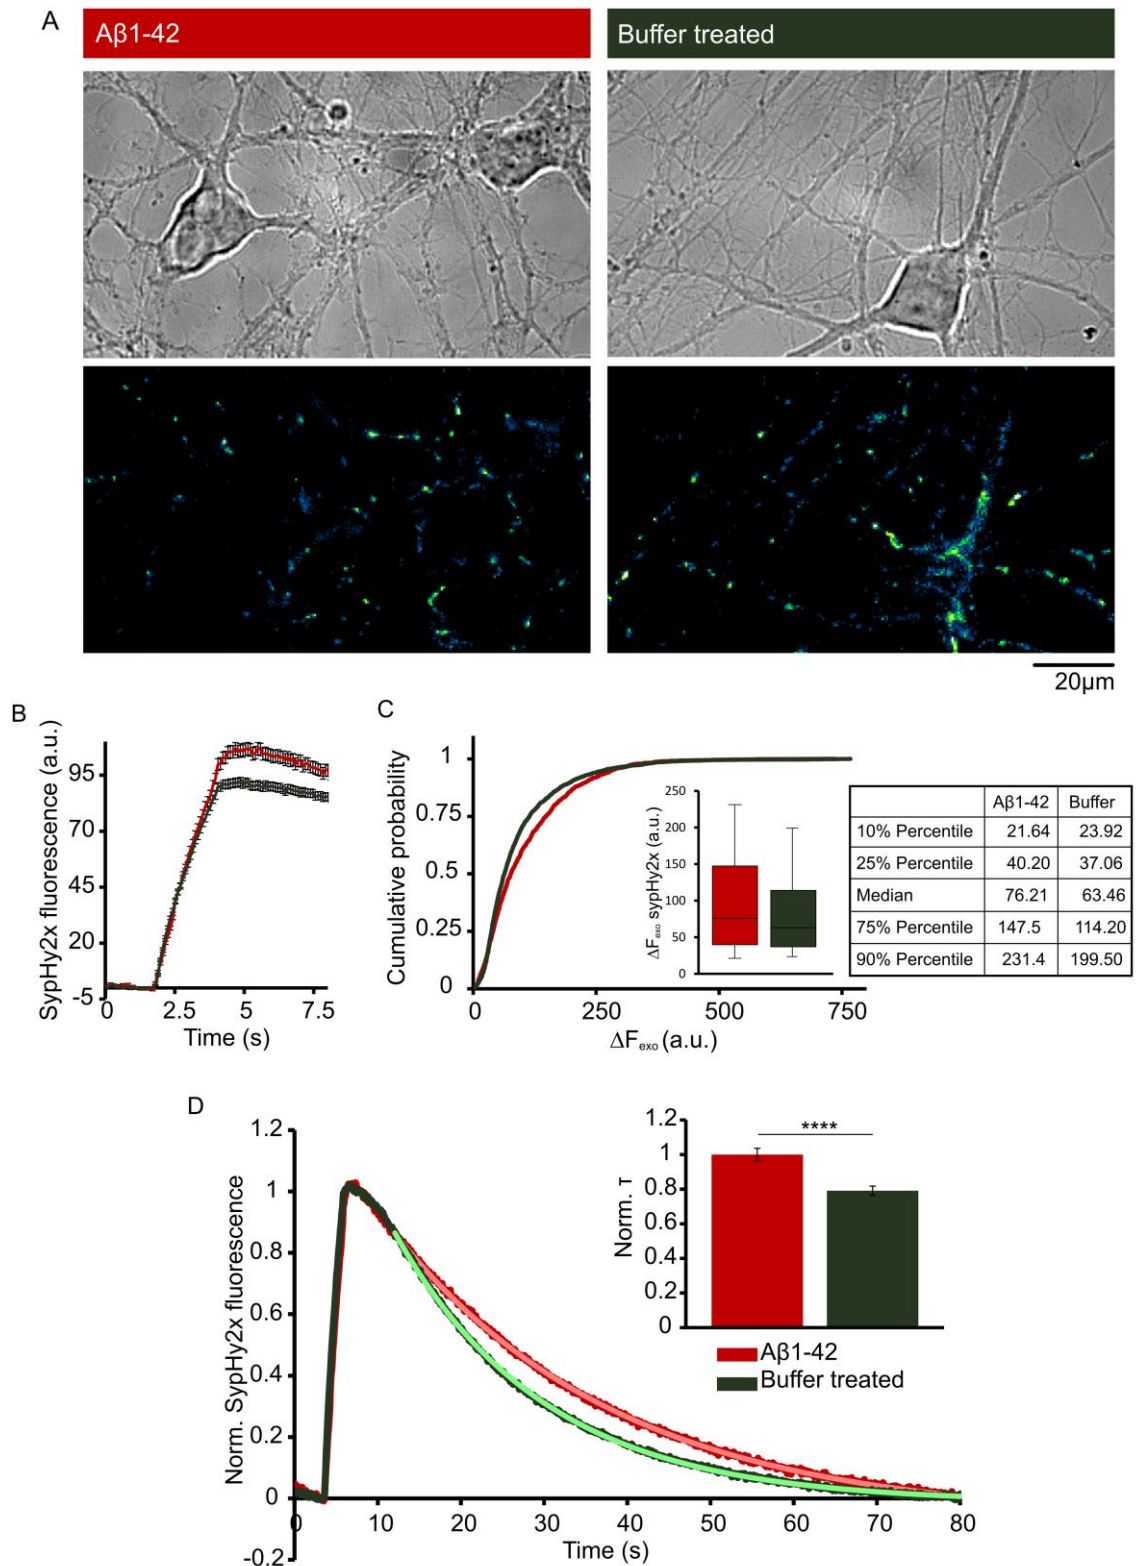 A
Aβ1-42
Buffer treated
20µm
B
SypHy2x fluorescence (a.u.)
95
70
45
20
-5
0
2.5
5
7.5
Time (s)
C
Cumulative probability
1
0.75
0.5
0.25
0
0
250
500
750
ΔFexo (a.u.)
ΔFexo sypHy2x (a.u.)
250
200
150
100
50
0
Aβ1-42 Buffer
10% Percentile 21.64 23.92
25% Percentile 40.20 37.06
Median 76.21 63.46
75% Percentile 147.5 114.20
90% Percentile 231.4 199.50
D
Norm. SypHy2x fluorescence
1.2
1
0.8
0.6
0.4
0.2
0
-0.2
0 10 20 30 40 50 60 70 80
Time (s)
Norm. τ
1.2
1
0.8
0.6
0.4
0.2
0
****
Aβ1-42
Buffer treated